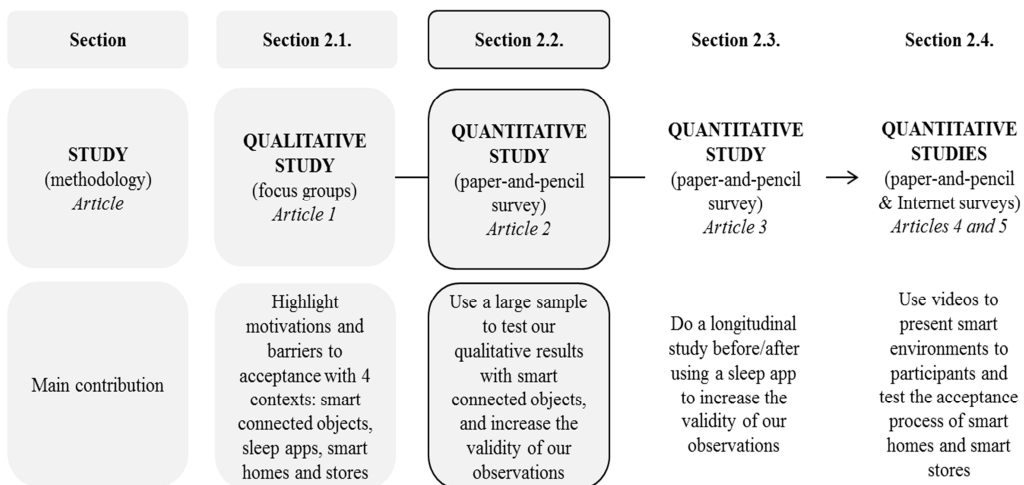 Section
Section 2.1.
Section 2.2.
Section 2.3.
Section 2.4.
STUDY
(methodology)
Article
QUALITATIVE
STUDY
(focus groups)
Article 1
QUANTITATIVE
STUDY
(paper-and-pencil
survey)
Article 2
QUANTITATIVE
STUDY
(paper-and-pencil
survey)
Article 3
QUANTITATIVE
STUDIES
(paper-and-pencil
& Internet surveys)
Articles 4 and 5
Main contribution
Highlight
motivations and
barriers to
acceptance with 4
contexts: smart
connected objects,
sleep apps, smart
homes and stores
Use a large sample
to test our
qualitative results
with smart
connected objects,
and increase the
validity of our
observations
Do a longitudinal
study before/after
using a sleep app
to increase the
validity of our
observations
Use videos to
present smart
environments to
participants and
test the acceptance
process of smart
homes and smart
stores